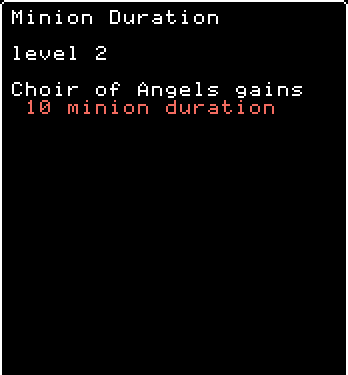 Minion Duration
level 2
Choir of Angels gains
10 minion duration